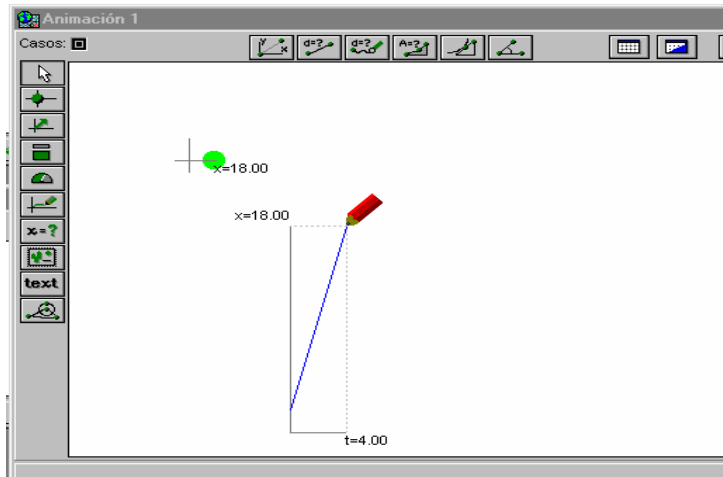 Animación 1
Casos:
y x d=? d=? A=?
x=?
text
x=18.00
x=18.00
t=4.00